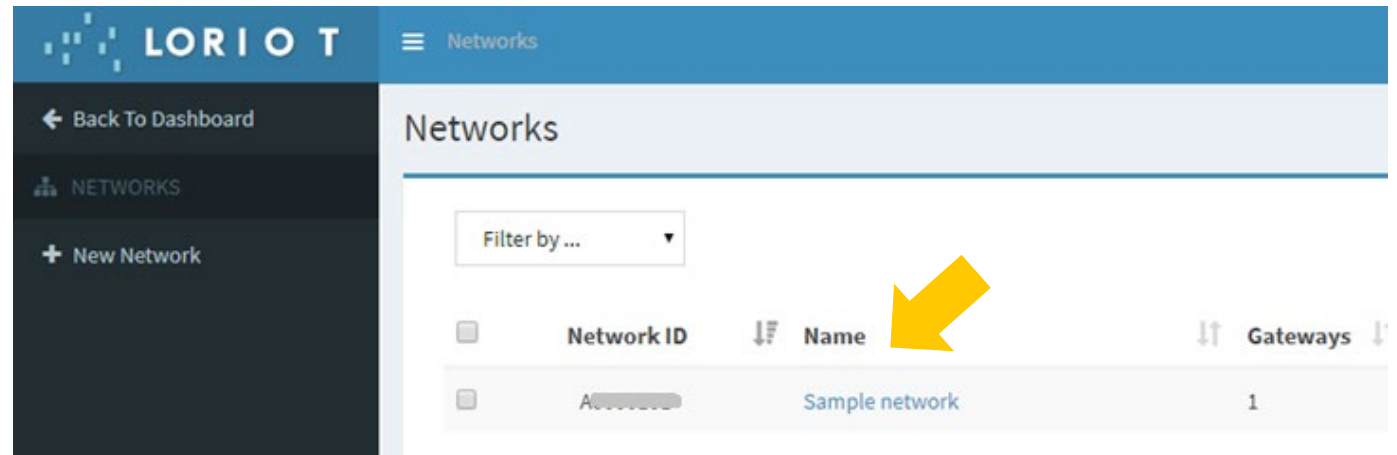 LORIOT
Networks
Back To Dashboard
Networks
NETWORKS
Filter by ...
New Network
Network ID Name Gateways
Sample network 1